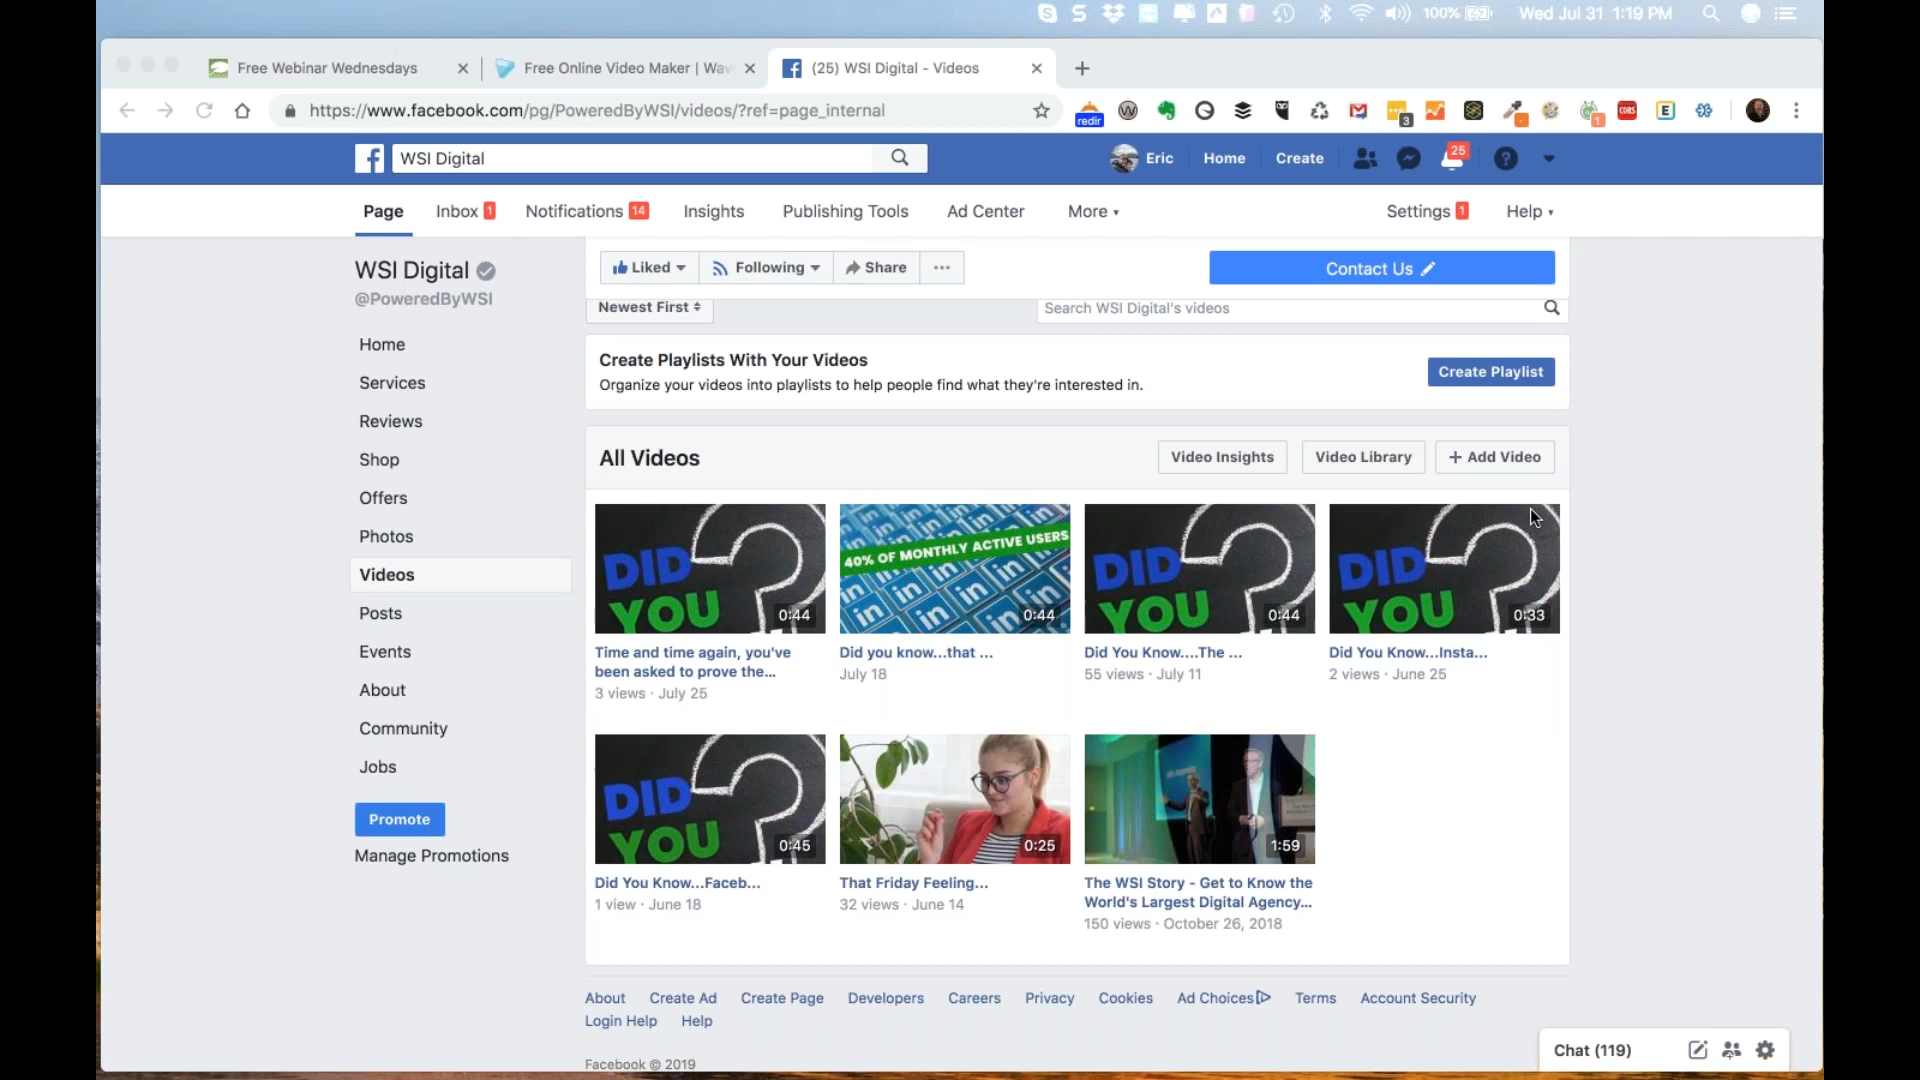 100% Wed Jul 31 1:19 PM
Free Webinar Wednesdays
Free Online Video Maker | Wav
(25) WSI Digital - Videos
https://www.facebook.com/pg/PoweredByWSI/videos/?ref=page_internal
redir
3
1
CORS
E
WSI Digital
Eric
Home
Create
25
Page
Inbox 1
Notifications 14
Insights
Publishing Tools
Ad Center
More
Settings 1
Help
WSI Digital
@PoweredByWSI
Liked
Following
Share
Contact Us
Newest First
Search WSI Digital's videos
Home
Services
Reviews
Shop
Offers
Photos
Videos
Posts
Events
About
Community
Jobs
Promote
Manage Promotions
Create Playlists With Your Videos
Organize your videos into playlists to help people find what they're interested in.
Create Playlist
All Videos
Video Insights
Video Library
+ Add Video
DID
YOU
0:44
Time and time again, you've
been asked to prove the...
3 views · July 25
40% OF MONTHLY ACTIVE USERS
0:44
Did you know...that ...
July 18
DID
YOU
0:44
Did You Know....The ...
55 views · July 11
DID
YOU
0:33
Did You Know...Insta...
2 views · June 25
DID
YOU
0:45
Did You Know...Faceb...
1 view · June 18
0:25
That Friday Feeling...
32 views · June 14
1:59
The WSI Story - Get to Know the
World's Largest Digital Agency...
150 views · October 26, 2018
About Create Ad Create Page Developers Careers Privacy Cookies Ad Choices Terms Account Security
Login Help Help
Facebook © 2019
Chat (119)